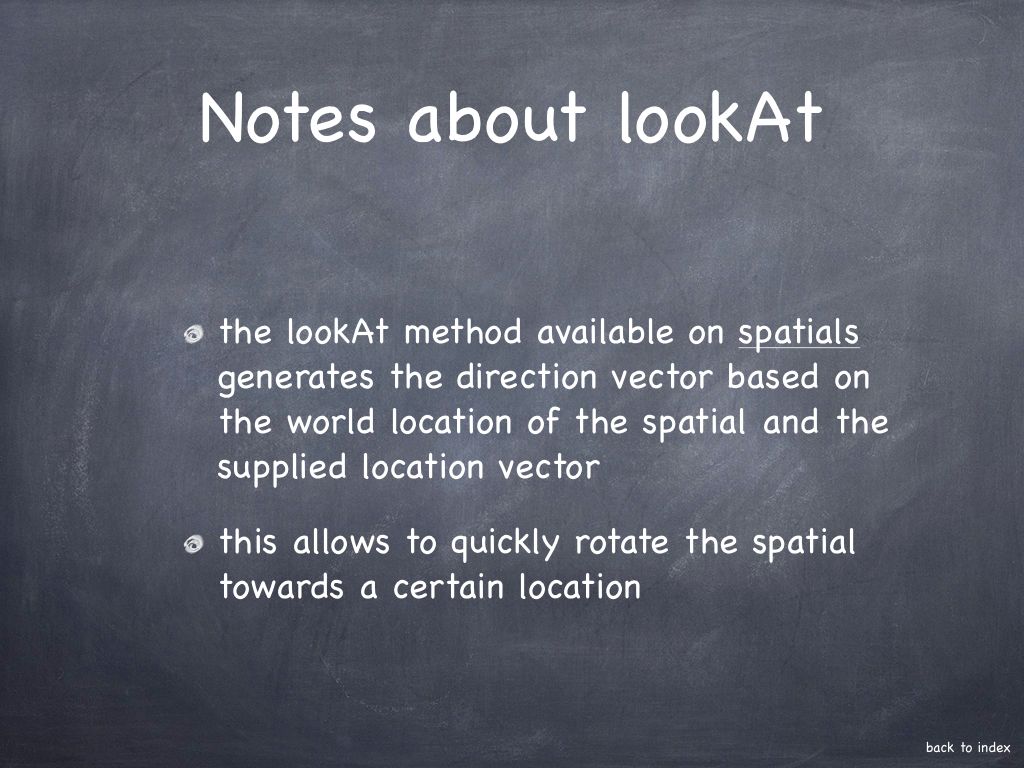 Notes about lookAt
the lookAt method available on spatials
generates the direction vector based on
the world location of the spatial and the
supplied location vector
this allows to quickly rotate the spatial
towards a certain location
back to index